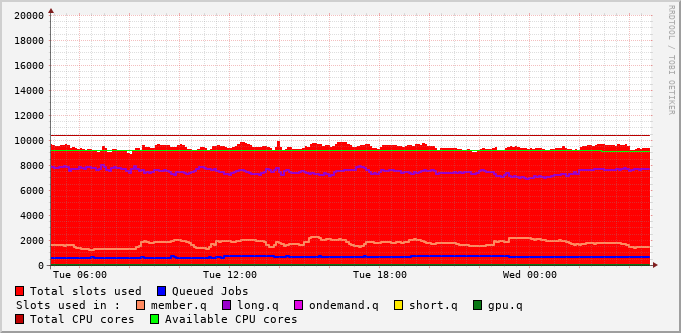 20000
18000
16000
14000
12000
10000
8000
6000
4000
2000
0
Tue 06:00 Tue 12:00 Tue 18:00 Wed 00:00
Total slots used Queued Jobs
Slots used in : member.q long.q ondemand.q short.q gpu.q
Total CPU cores Available CPU cores
RRDTOOL / TOBI OETIKER